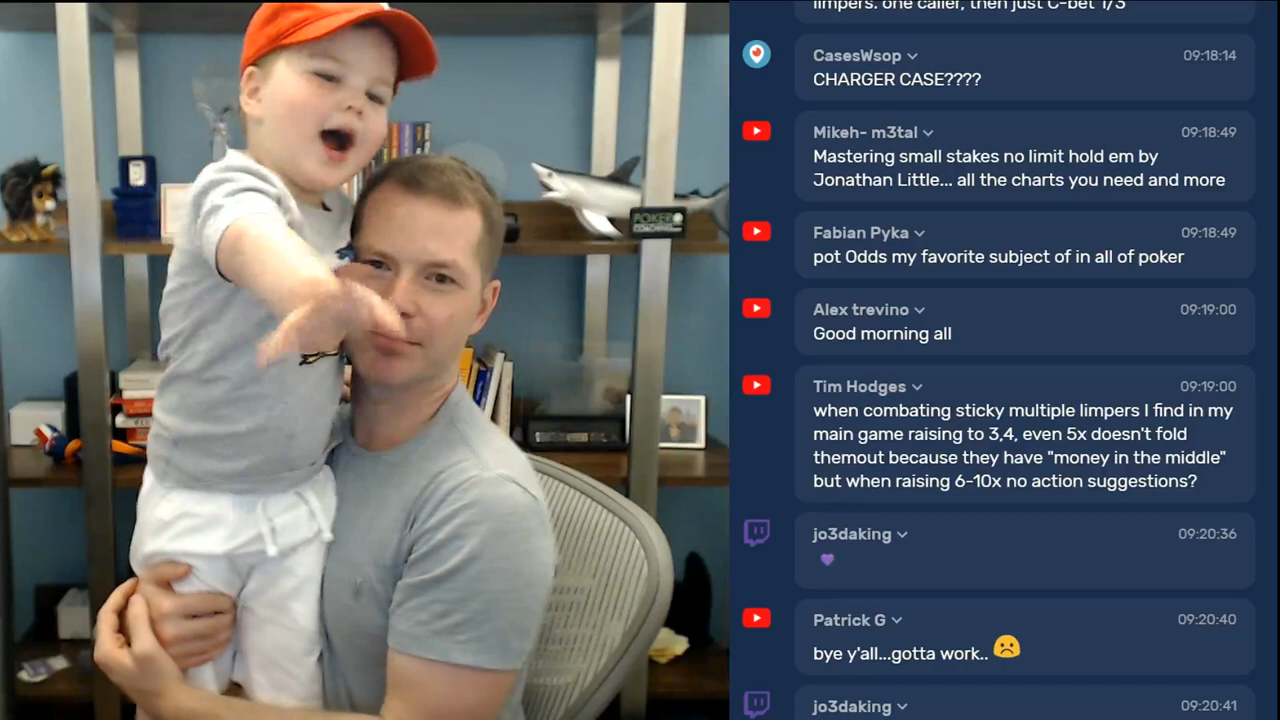 limpers. one caller, then just C-bet 1/3
CasesWsop
09:18:14
CHARGER CASE????
Mikeh- m3tal
09:18:49
Mastering small stakes no limit hold em by
Jonathan Little... all the charts you need and more
Fabian Pyka
09:18:49
pot Odds my favorite subject of in all of poker
Alex trevino
09:19:00
Good morning all
Tim Hodges
09:19:00
when combating sticky multiple limpers I find in my
main game raising to 3,4, even 5x doesn't fold
themout because they have "money in the middle"
but when raising 6-10x no action suggestions?
jo3daking
09:20:36
Patrick G
09:20:40
bye y'all...gotta work..
jo3daking
09:20:41
POKER
COACHING.COM